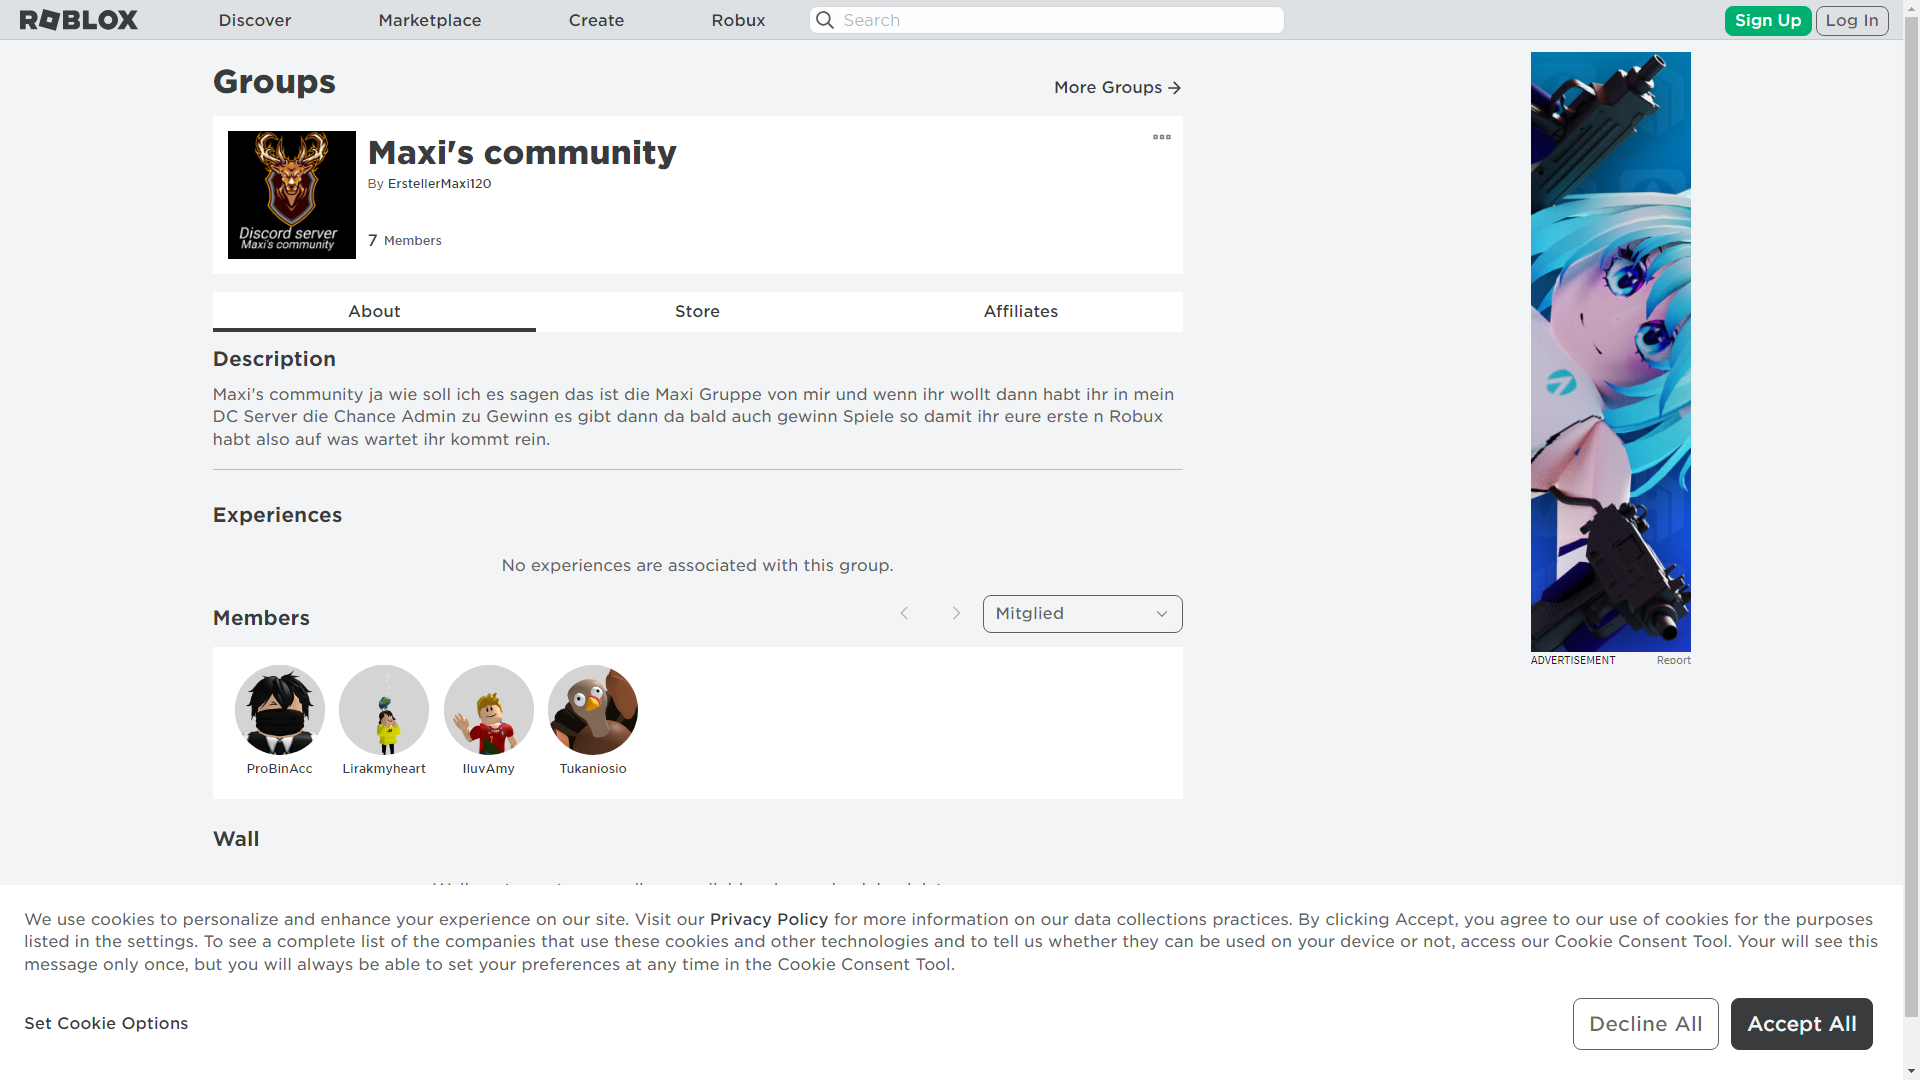 ROBLOX
Discover
Marketplace
Create
Robux
Search
Sign Up
Log In
Groups
More Groups
Discord server
Maxi's community
Maxi's community
By ErstellerMaxi120
7 Members
About
Store
Affiliates
Description
Maxi's community ja wie soll ich es sagen das ist die Maxi Gruppe von mir und wenn ihr wollt dann habt ihr in mein
DC Server die Chance Admin zu Gewinn es gibt dann da bald auch gewinn Spiele so damit ihr eure erste n Robux
habt also auf was wartet ihr kommt rein.
Experiences
No experiences are associated with this group.
Members
Mitglied
ProBinAcc
Lirakmyheart
IluvAmy
Tukaniosio
ADVERTISEMENT
Report
Wall
We use cookies to personalize and enhance your experience on our site. Visit our Privacy Policy for more information on our data collections practices. By clicking Accept, you agree to our use of cookies for the purposes
listed in the settings. To see a complete list of the companies that use these cookies and other technologies and to tell us whether they can be used on your device or not, access our Cookie Consent Tool. Your will see this
message only once, but you will always be able to set your preferences at any time in the Cookie Consent Tool.
Set Cookie Options
Decline All
Accept All